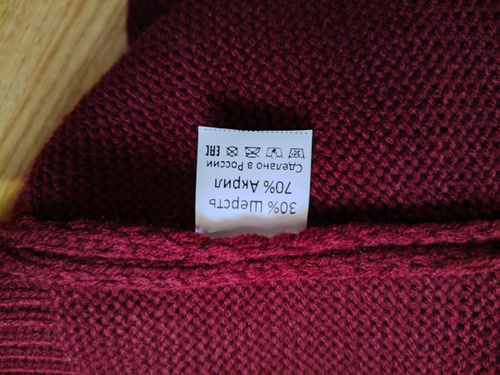 30% Шерсть
70% Акрил
Сделано в России
EAC